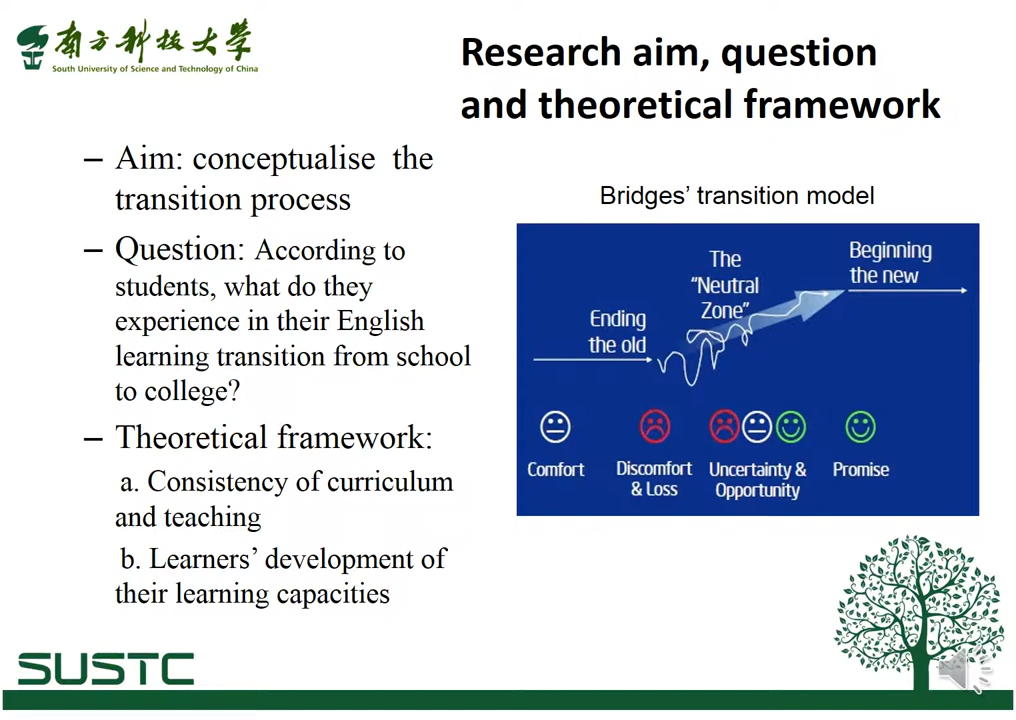 南方科技大学
South University of Science and Technology of China
Research aim, question
and theoretical framework
– Aim: conceptualise the
transition process
– Question: According to
students, what do they
experience in their English
learning transition from school
to college?
– Theoretical framework:
a. Consistency of curriculum
and teaching
b. Learners’ development of
their learning capacities
Bridges’ transition model
Ending
the old
The
"Neutral
Zone"
Beginning
the new
Comfort
Discomfort
& Loss
Uncertainty &
Opportunity
Promise
SUSTC